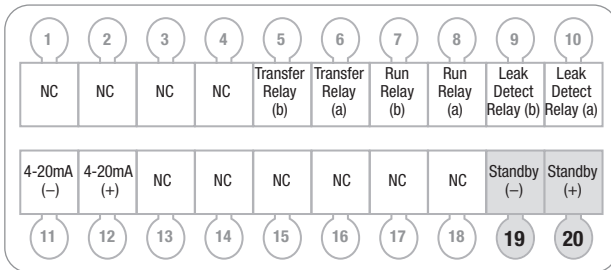 1 2 3 4 5 6 7 8 9 10
NC NC NC NC Transfer Relay (b) Transfer Relay (a) Run Relay (b) Run Relay (a) Leak Detect Relay (b) Leak Detect Relay (a)
4-20mA (–) 4-20mA (+) NC NC NC NC NC NC Standby (–) Standby (+)
11 12 13 14 15 16 17 18 19 20